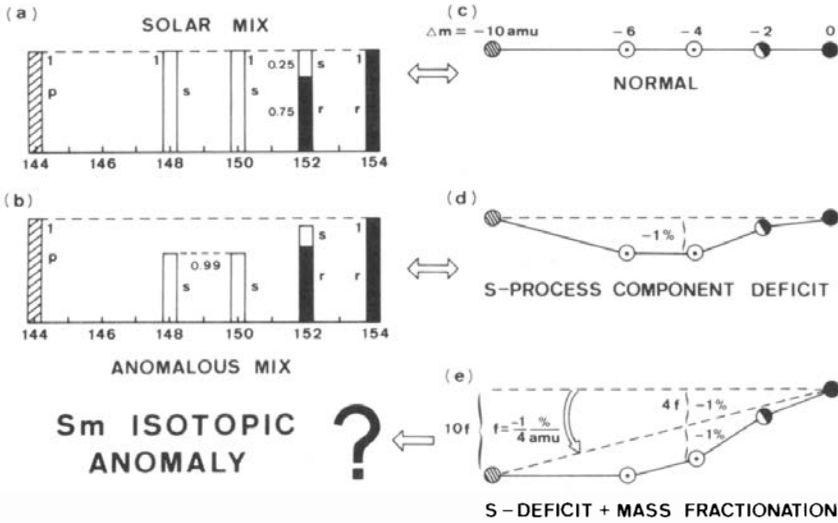 (a)
SOLAR MIX
1
p
1
s
1
s
0.25
s
0.75
r
1
r
144 146 148 150 152 154
(b)
1
p
0.99
s
s
s
r
1
r
144 146 148 150 152 154
ANOMALOUS MIX
Sm ISOTOPIC
ANOMALY
?
(c)
Δm = -10 amu -6 -4 -2 0
NORMAL
(d)
-1%
S-PROCESS COMPONENT DEFICIT
(e)
10f
f = -1/4 %/amu
4f
-1%
-1%
S-DEFICIT + MASS FRACTIONATION